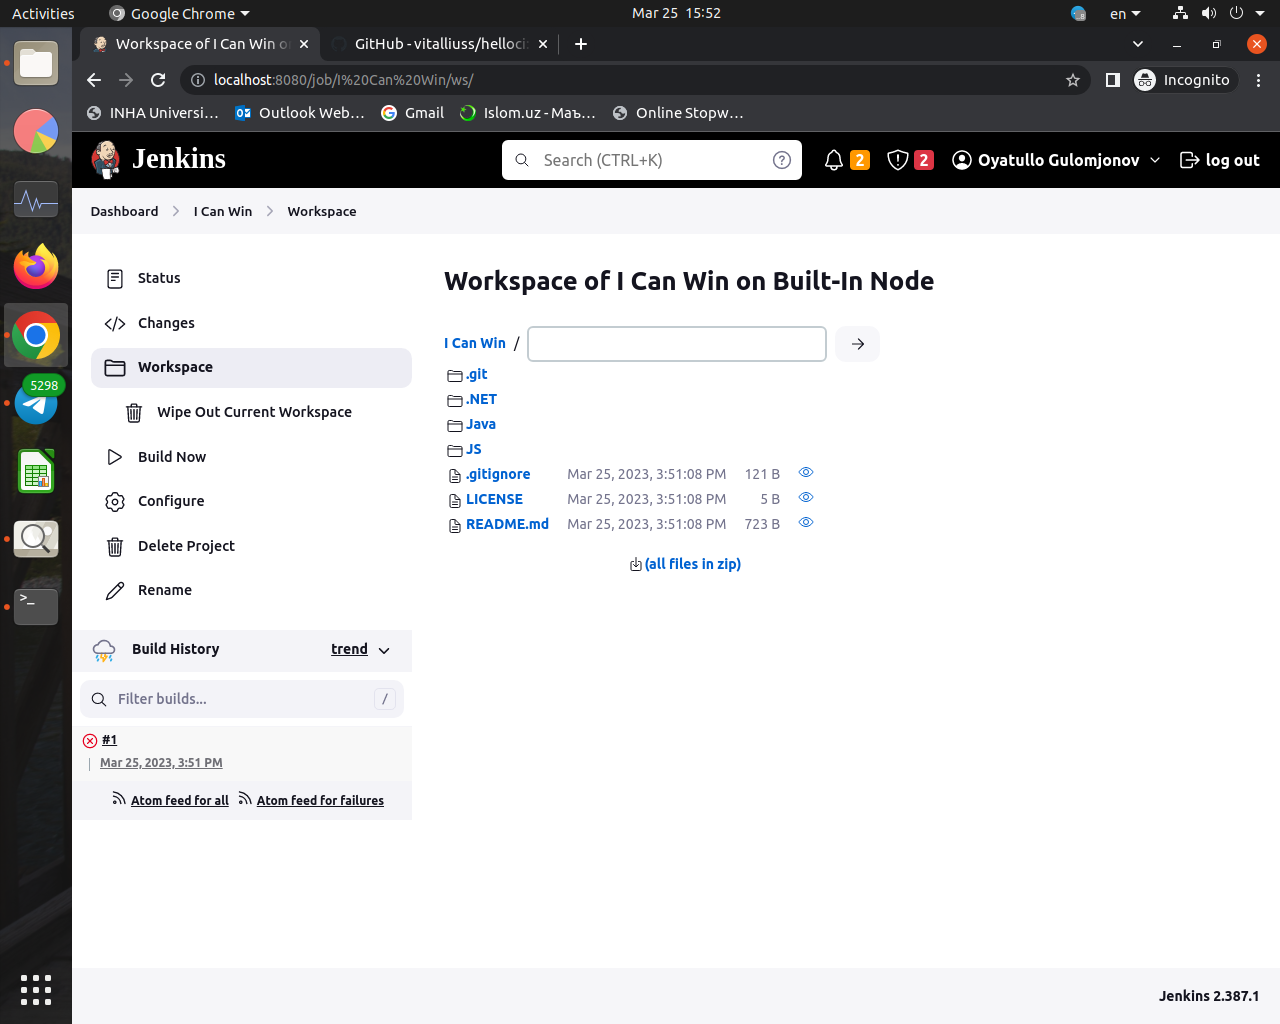 Activities
Google Chrome
Mar 25 15:52
en
Workspace of I Can Win o
GitHub - vitalliuss/helloci
localhost:8080/job/I%20Can%20Win/ws/
Incognito
INHA Universi…
Outlook Web…
Gmail
Islom.uz - Маъ…
Online Stopw…
Jenkins
Search (CTRL+K)
2
2
Oyatullo Gulomjonov
log out
Dashboard
I Can Win
Workspace
5298
Status
Changes
Workspace
Wipe Out Current Workspace
Build Now
Configure
Delete Project
Rename
Build History
trend
Filter builds...
/
#1
Mar 25, 2023, 3:51 PM
Atom feed for all
Atom feed for failures
Workspace of I Can Win on Built-In Node
I Can Win /
.git
.NET
Java
JS
.gitignore Mar 25, 2023, 3:51:08 PM 121 B
LICENSE Mar 25, 2023, 3:51:08 PM 5 B
README.md Mar 25, 2023, 3:51:08 PM 723 B
(all files in zip)
Jenkins 2.387.1